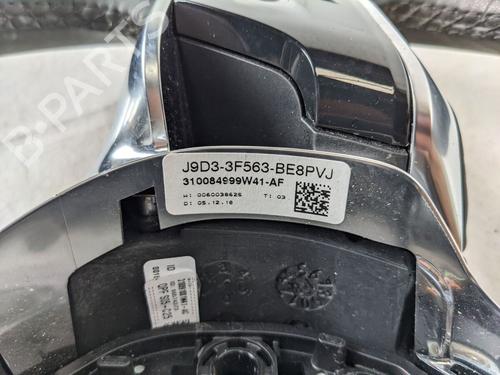 J9D3-3F563-BE8PVJ
310084999W41-AF
H: 0060038625 T: 03
D: 05.12.18
B-PARTS